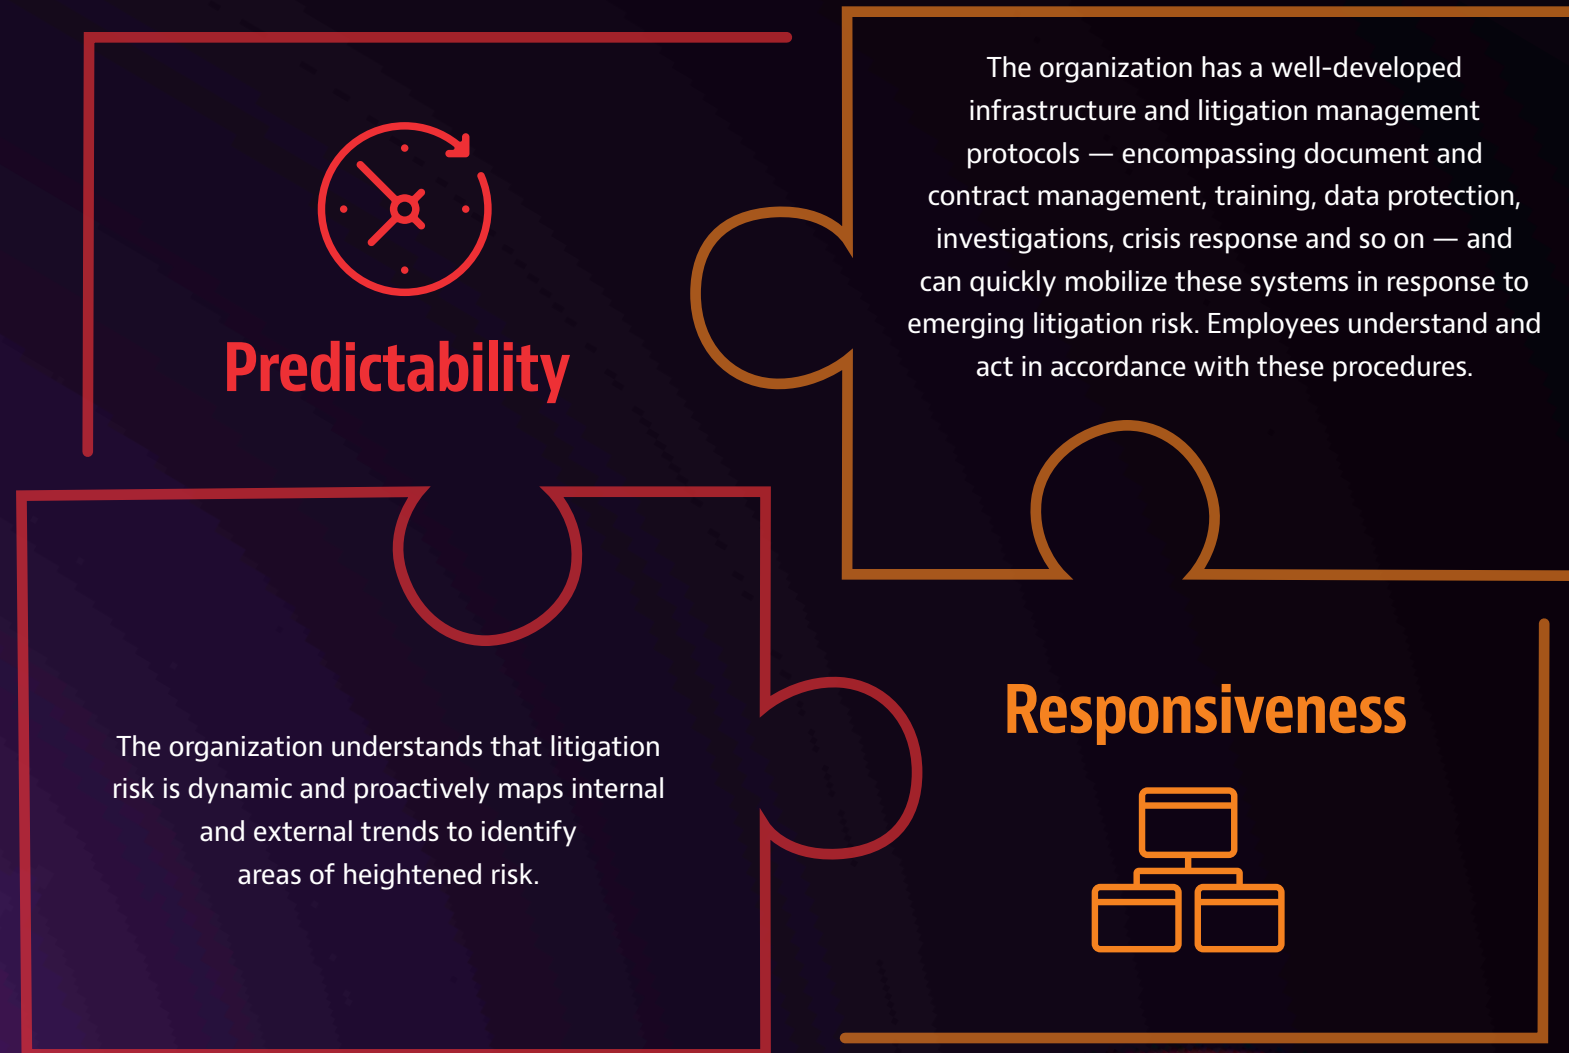 Predictability
The organization understands that litigation
risk is dynamic and proactively maps internal
and external trends to identify
areas of heightened risk.
The organization has a well-developed
infrastructure and litigation management
protocols — encompassing document and
contract management, training, data protection,
investigations, crisis response and so on — and
can quickly mobilize these systems in response to
emerging litigation risk. Employees understand and
act in accordance with these procedures.
Responsiveness